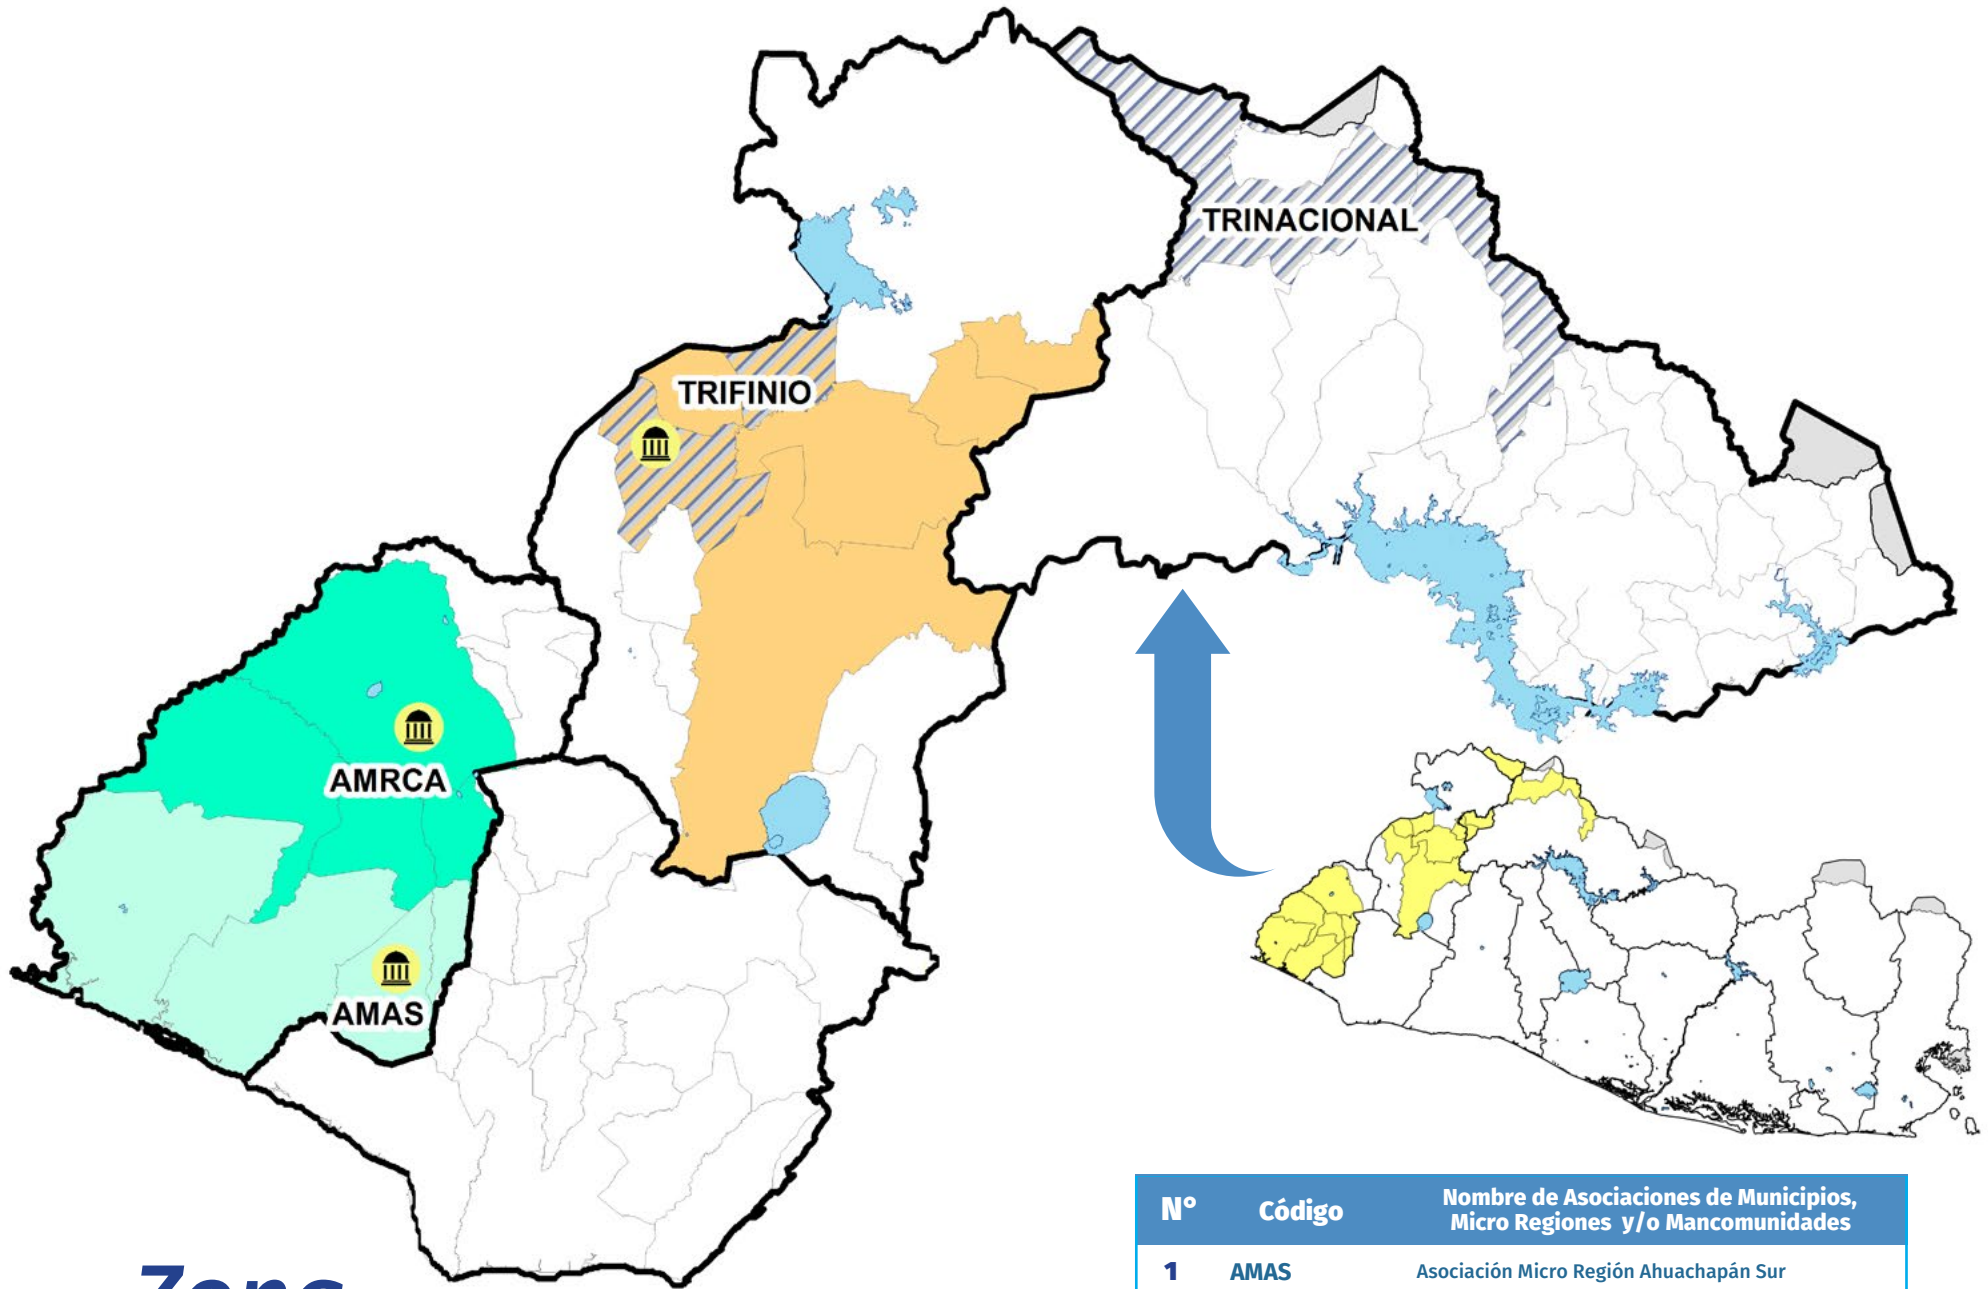 TRINACIONAL
TRIFINIO
AMRCA
AMAS
Zona
N° Código Nombre de Asociaciones de Municipios,
Micro Regiones y/o Mancomunidades
1 AMAS Asociación Micro Región Ahuachapán Sur